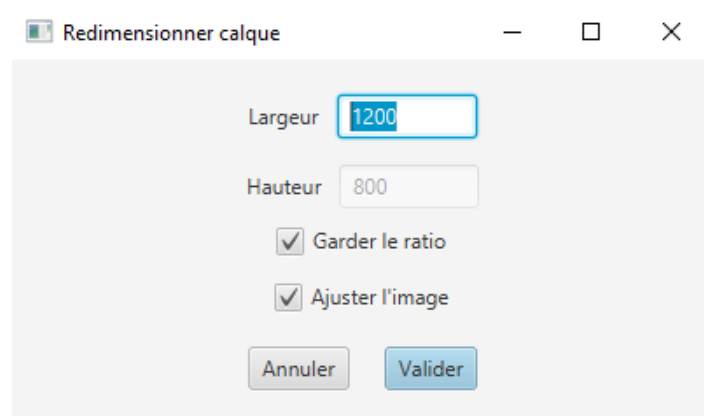 Redimensionner calque
Largeur 1200
Hauteur 800
Garder le ratio
Ajuster l'image
Annuler Valider